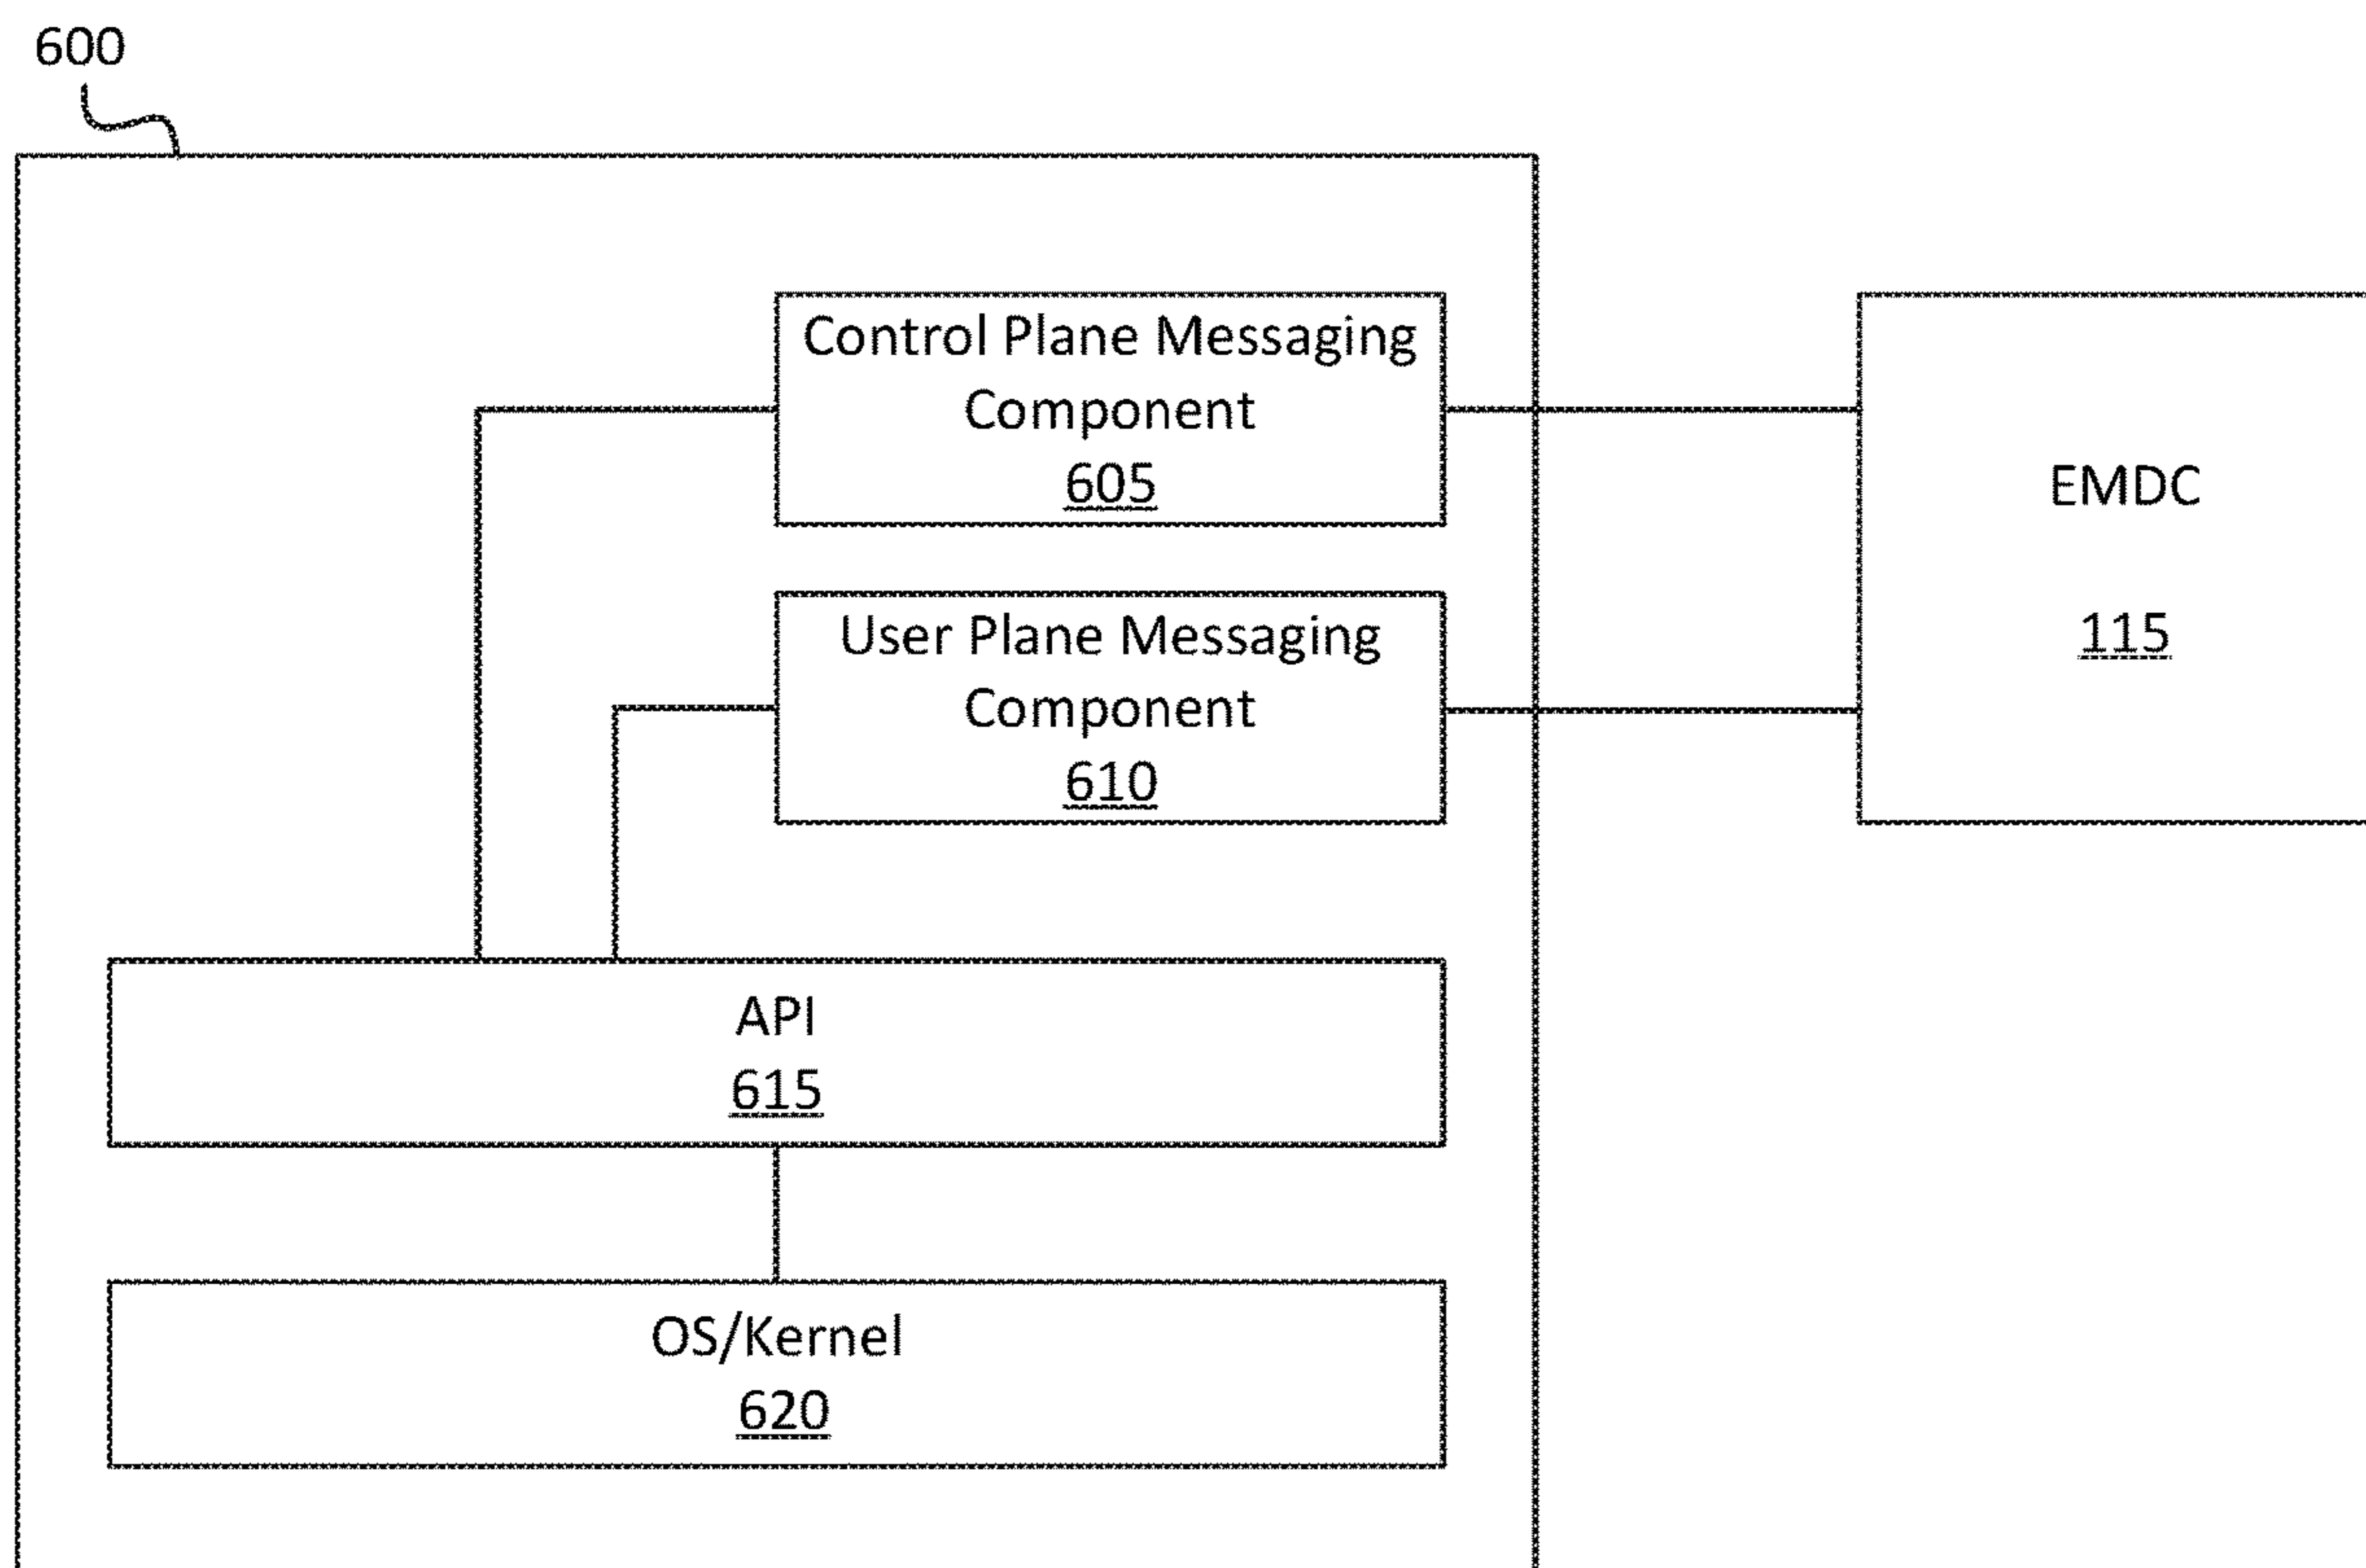 600
Control Plane Messaging
Component
605
EMDC
115
User Plane Messaging
Component
610
API
615
OS/Kernel
620